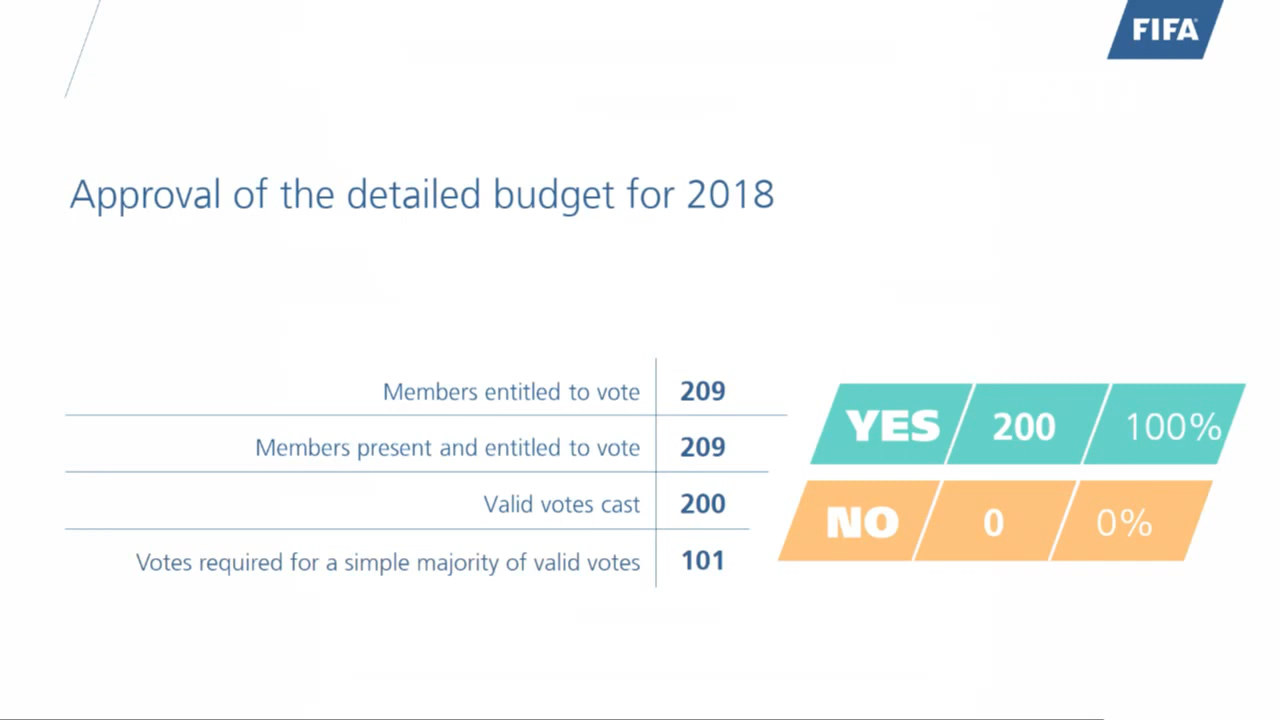 FIFA
Approval of the detailed budget for 2018
Members entitled to vote 209
Members present and entitled to vote 209
Valid votes cast 200
Votes required for a simple majority of valid votes 101
YES 200 100%
NO 0 0%